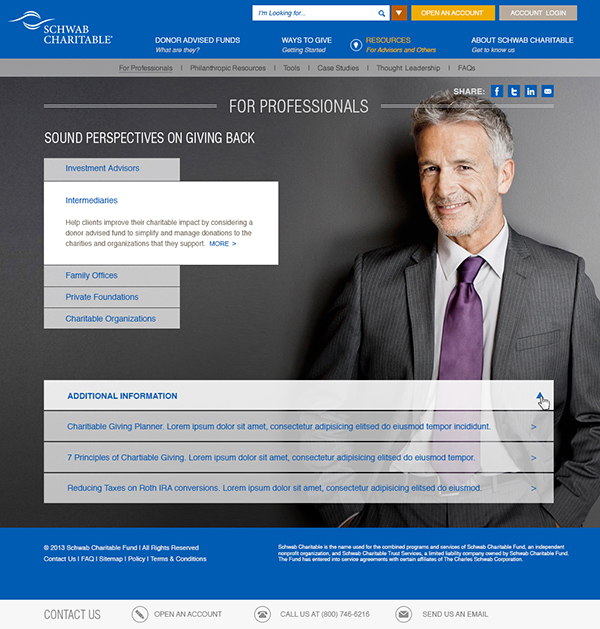 SCHWAB
CHARITABLE
I'm Looking for...
OPEN AN ACCOUNT
ACCOUNT LOGIN
DONOR ADVISED FUNDS
What are they?
WAYS TO GIVE
Getting Started
RESOURCES
For Advisors and Others
ABOUT SCHWAB CHARITABLE
Get to know us
For Professionals | Philanthropic Resources | Tools | Case Studies | Thought Leadership | FAQs
SHARE:
FOR PROFESSIONALS
SOUND PERSPECTIVES ON GIVING BACK
Investment Advisors
Intermediaries
Help clients improve their charitable impact by considering a
donor advised fund to simplify and manage donations to the
charities and organizations that they support. MORE >
Family Offices
Private Foundations
Charitable Organizations
ADDITIONAL INFORMATION
Charitiable Giving Planner. Lorem ipsum dolor sit amet, consectetur adipisicing elitsed do eiusmod tempor incididunt. >
7 Principles of Chartiable Giving. Lorem ipsum dolor sit amet, consectetur adipisicing elitsed do eiusmod tempor. >
Reducing Taxes on Roth IRA conversions. Lorem ipsum dolor sit amet, consectetur adipisicing elitsed do eiusmod. >
© 2013 Schwab Charitable Fund | All Rights Reserved
Contact Us | FAQ | Sitemap | Policy | Terms & Conditions
Schwab Charitable is the name used for the combined programs and services of Schwab Charitable Fund, an independent
nonprofit organization, and Schwab Charitable Trust Services, a limited liability company owned by Schwab Charitable Fund.
The Fund has entered into service agreements with certain affiliates of The Charles Schwab Corporation.
CONTACT US
OPEN AN ACCOUNT
CALL US AT (800) 746-6216
SEND US AN EMAIL